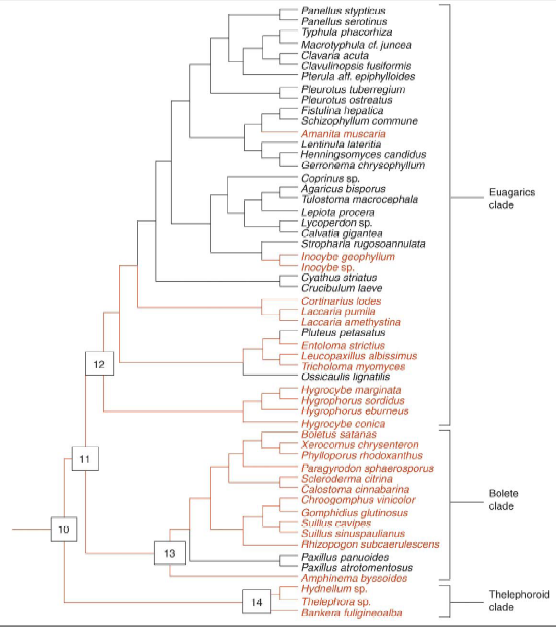 Panellus stypticus
Panellus serotinus
Typhula phacorhiza
Macrotyphula cf. juncea
Clavaria acuta
Clavulinopsis fusiformis
Pterula aff. epiphylloides
Pleurotus tuberregium
Pleurotus ostreatus
Fistulina hepatica
Schizophyllum commune
Amanita muscaria
Lentinula lateritia
Henningsomyces candidus
Gerronema chrysophyllum
Coprinus sp.
Agaricus bisporus
Tulostoma macrocephala
Lepiota procera
Lycoperdon sp.
Calvatia gigantea
Stropharia rugosoannulata
Inocybe geophyllum
Inocybe sp.
Cyathus striatus
Crucibulum laeve
Cortinarius iodes
Laccaria pumila
Laccaria amethystina
Pluteus petasatus
Entoloma strictius
Leucopaxillus albissimus
Tricholoma myomyces
Ossicaulis lignatilis
Hygrocybe marginata
Hygrophorus sordidus
Hygrophorus eburneus
Hygrocybe conica
Euagarics
clade
Boletus satanas
Xerocomus chrysenteron
Phylloporus rhodoxanthus
Paragyrodon sphaerosporus
Scleroderma citrina
Calostoma cinnabarina
Chroogomphus vinicolor
Gomphidius glutinosus
Suillus cavipes
Suillus sinuspaulianus
Rhizopogon subcaerulescens
Paxillus panuoides
Paxillus atrotomentosus
Amphinema byssoides
Bolete
clade
Hydnellum sp.
Thelephora sp.
Bankera fuligineoalba
Thelephoroid
clade
12
11
10
13
14